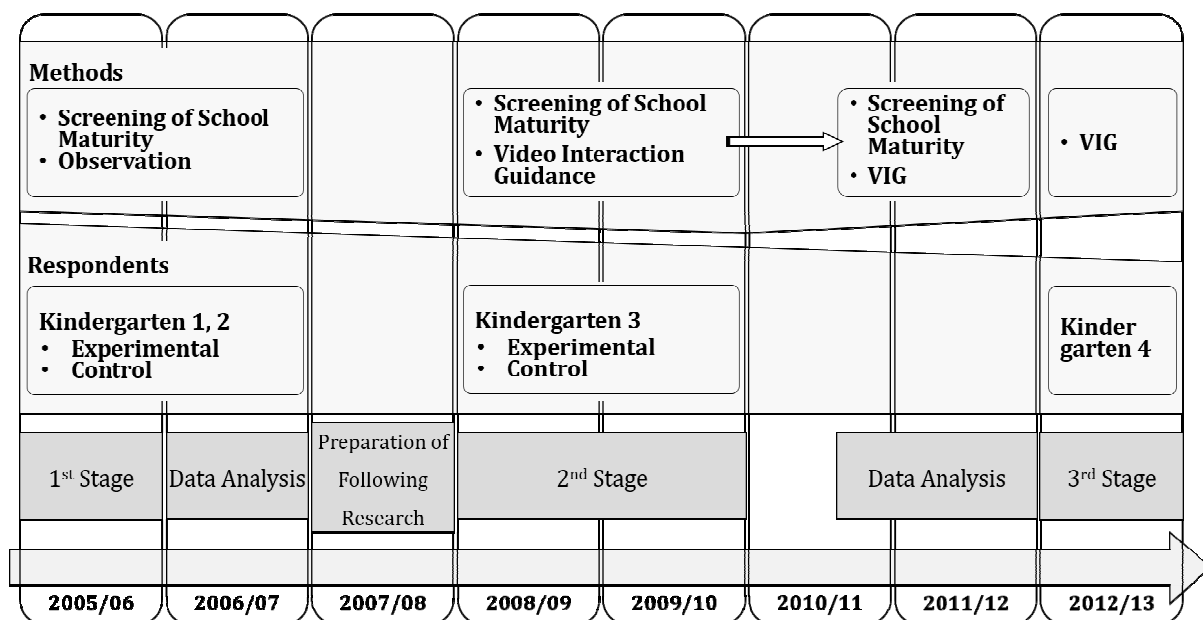 Methods
• Screening of School
Maturity
• Observation
• Screening of School
Maturity
• Video Interaction
Guidance
• Screening of
School
Maturity
• VIG
• VIG
Respondents
Kindergarten 1, 2
• Experimental
• Control
Kindergarten 3
• Experimental
• Control
Kinder
garten 4
1st Stage
Data Analysis
Preparation of
Following
Research
2nd Stage
Data Analysis
3rd Stage
2005/06
2006/07
2007/08
2008/09
2009/10
2010/11
2011/12
2012/13